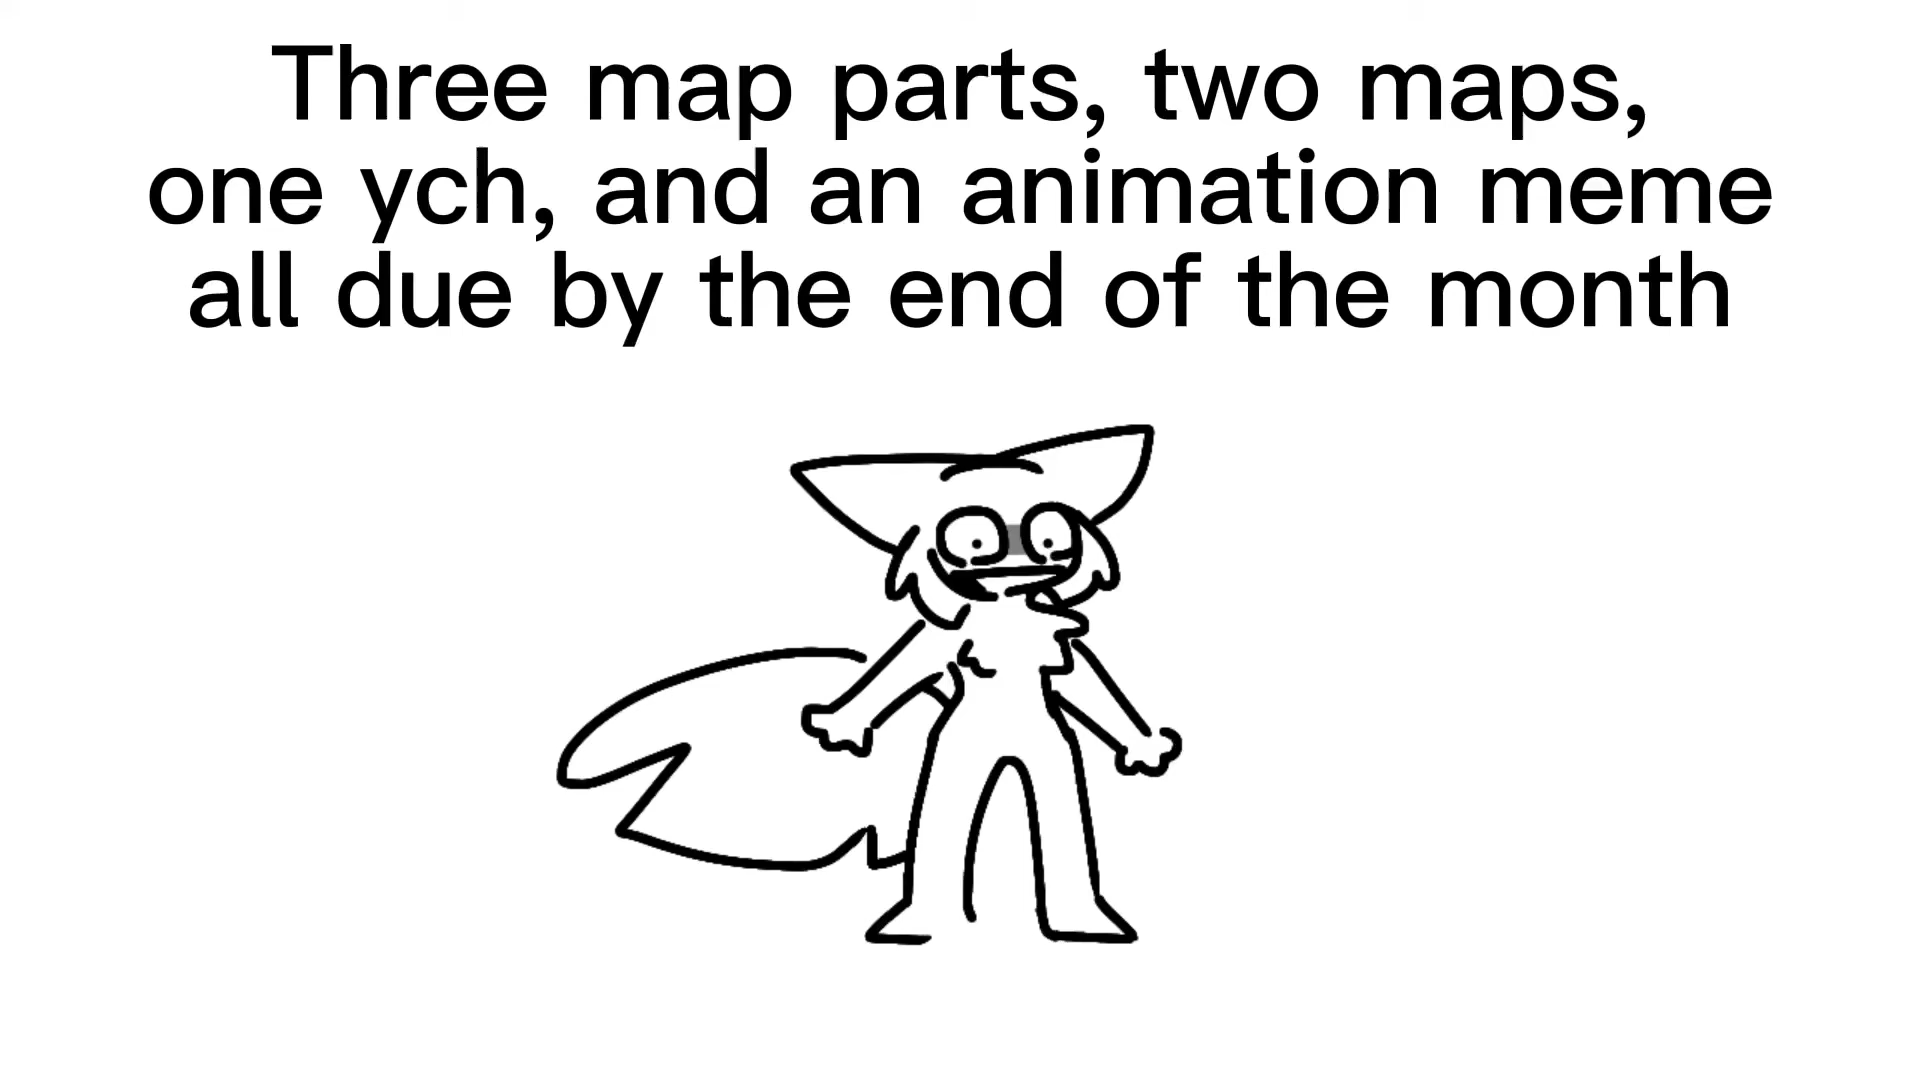 Three map parts, two maps,
one ych, and an animation meme
all due by the end of the month